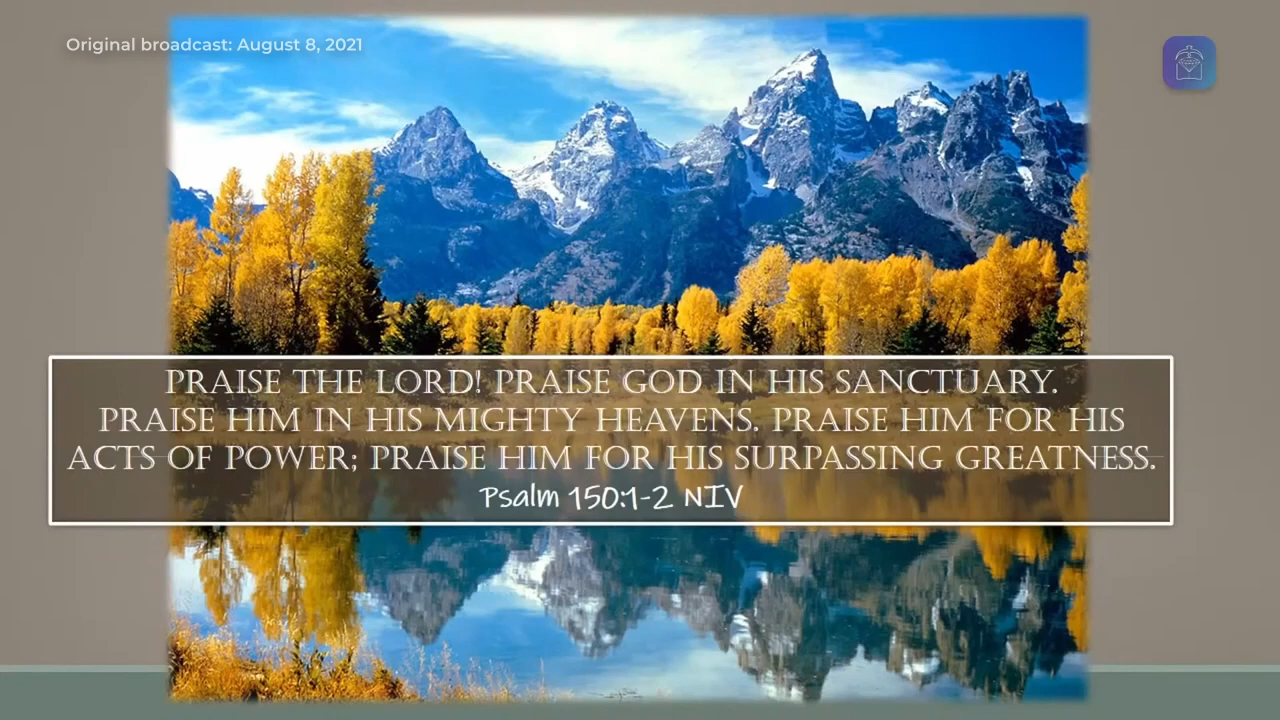 Original broadcast: August 8, 2021
PRAISE THE LORD! PRAISE GOD IN HIS SANCTUARY.
PRAISE HIM IN HIS MIGHTY HEAVENS. PRAISE HIM FOR HIS
ACTS OF POWER; PRAISE HIM FOR HIS SURPASSING GREATNESS.
Psalm 150:1-2 NIV